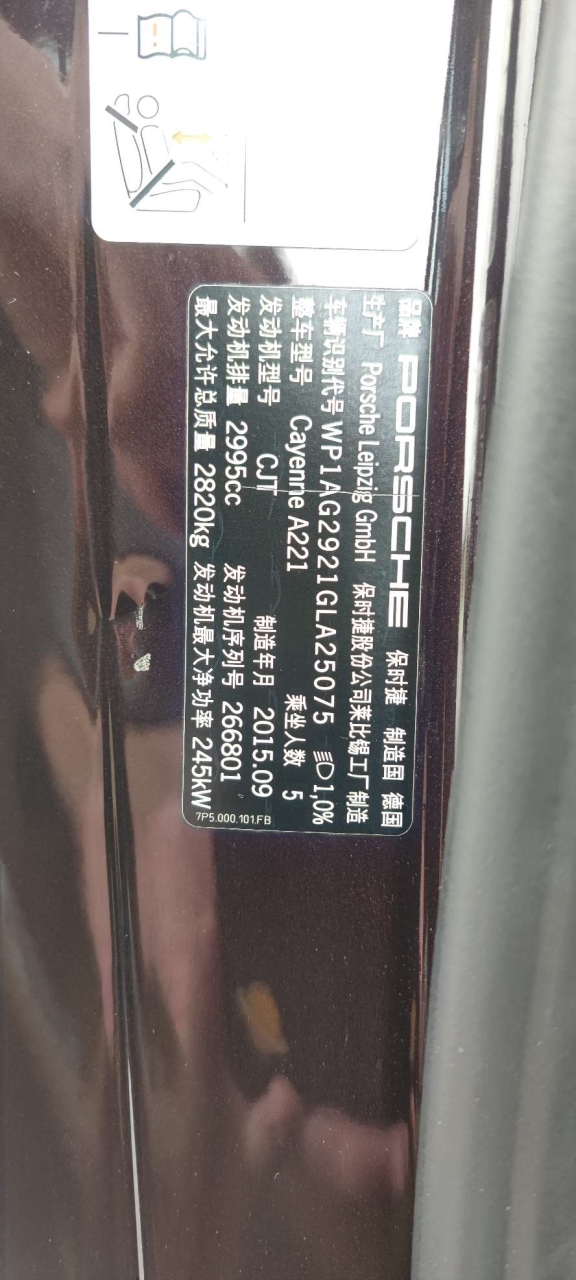 品牌 PORSCHE 保时捷 制造国 德国
生产厂 Porsche Leipzig GmbH 保时捷股份公司莱比锡工厂制造
车辆识别代号 WP1AG2921GLA25075 1,0%
整车型号 Cayenne A221 乘坐人数 5
发动机型号 CJT 制造年月 2015.09
发动机排量 2995cc 发动机序列号 266801
最大允许总质量 2820kg 发动机最大净功率 245kW
7P5.000.101.FB